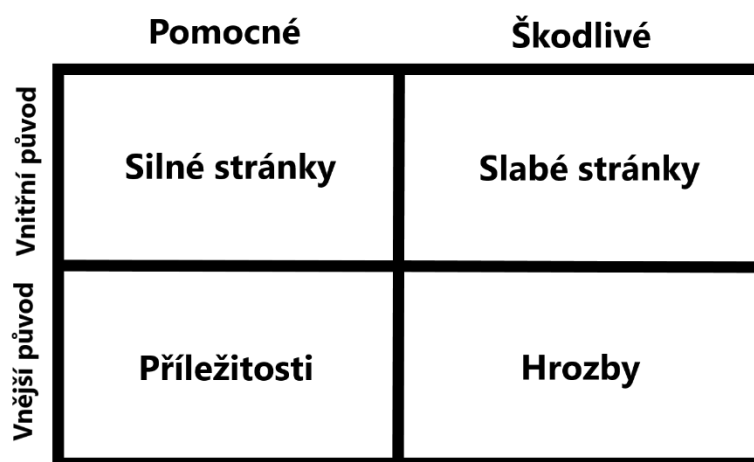 Pomocné
Škodlivé
Vnitřní původ
Silné stránky
Slabé stránky
Vnější původ
Příležitosti
Hrozby